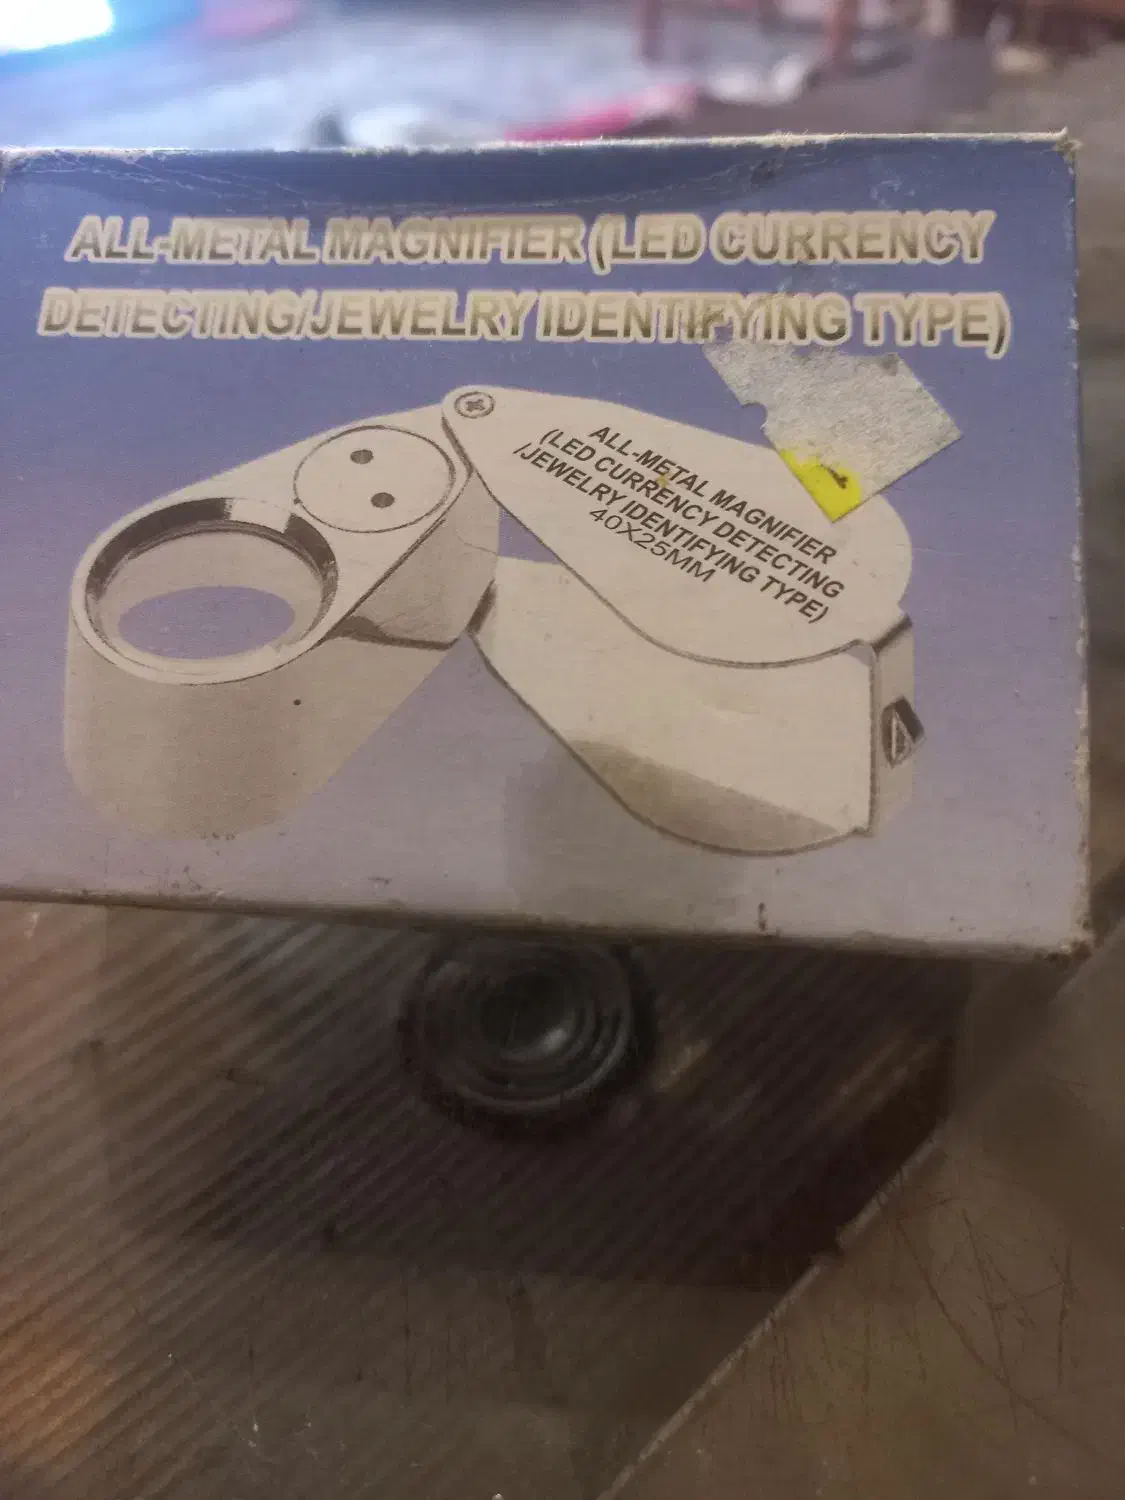 ALL-METAL MAGNIFIER (LED CURRENCY
DETECTING/JEWELRY IDENTIFYING TYPE)
ALL-METAL MAGNIFIER
(LED CURRENCY DETECTING
/JEWELRY IDENTIFYING TYPE)
40X25MM